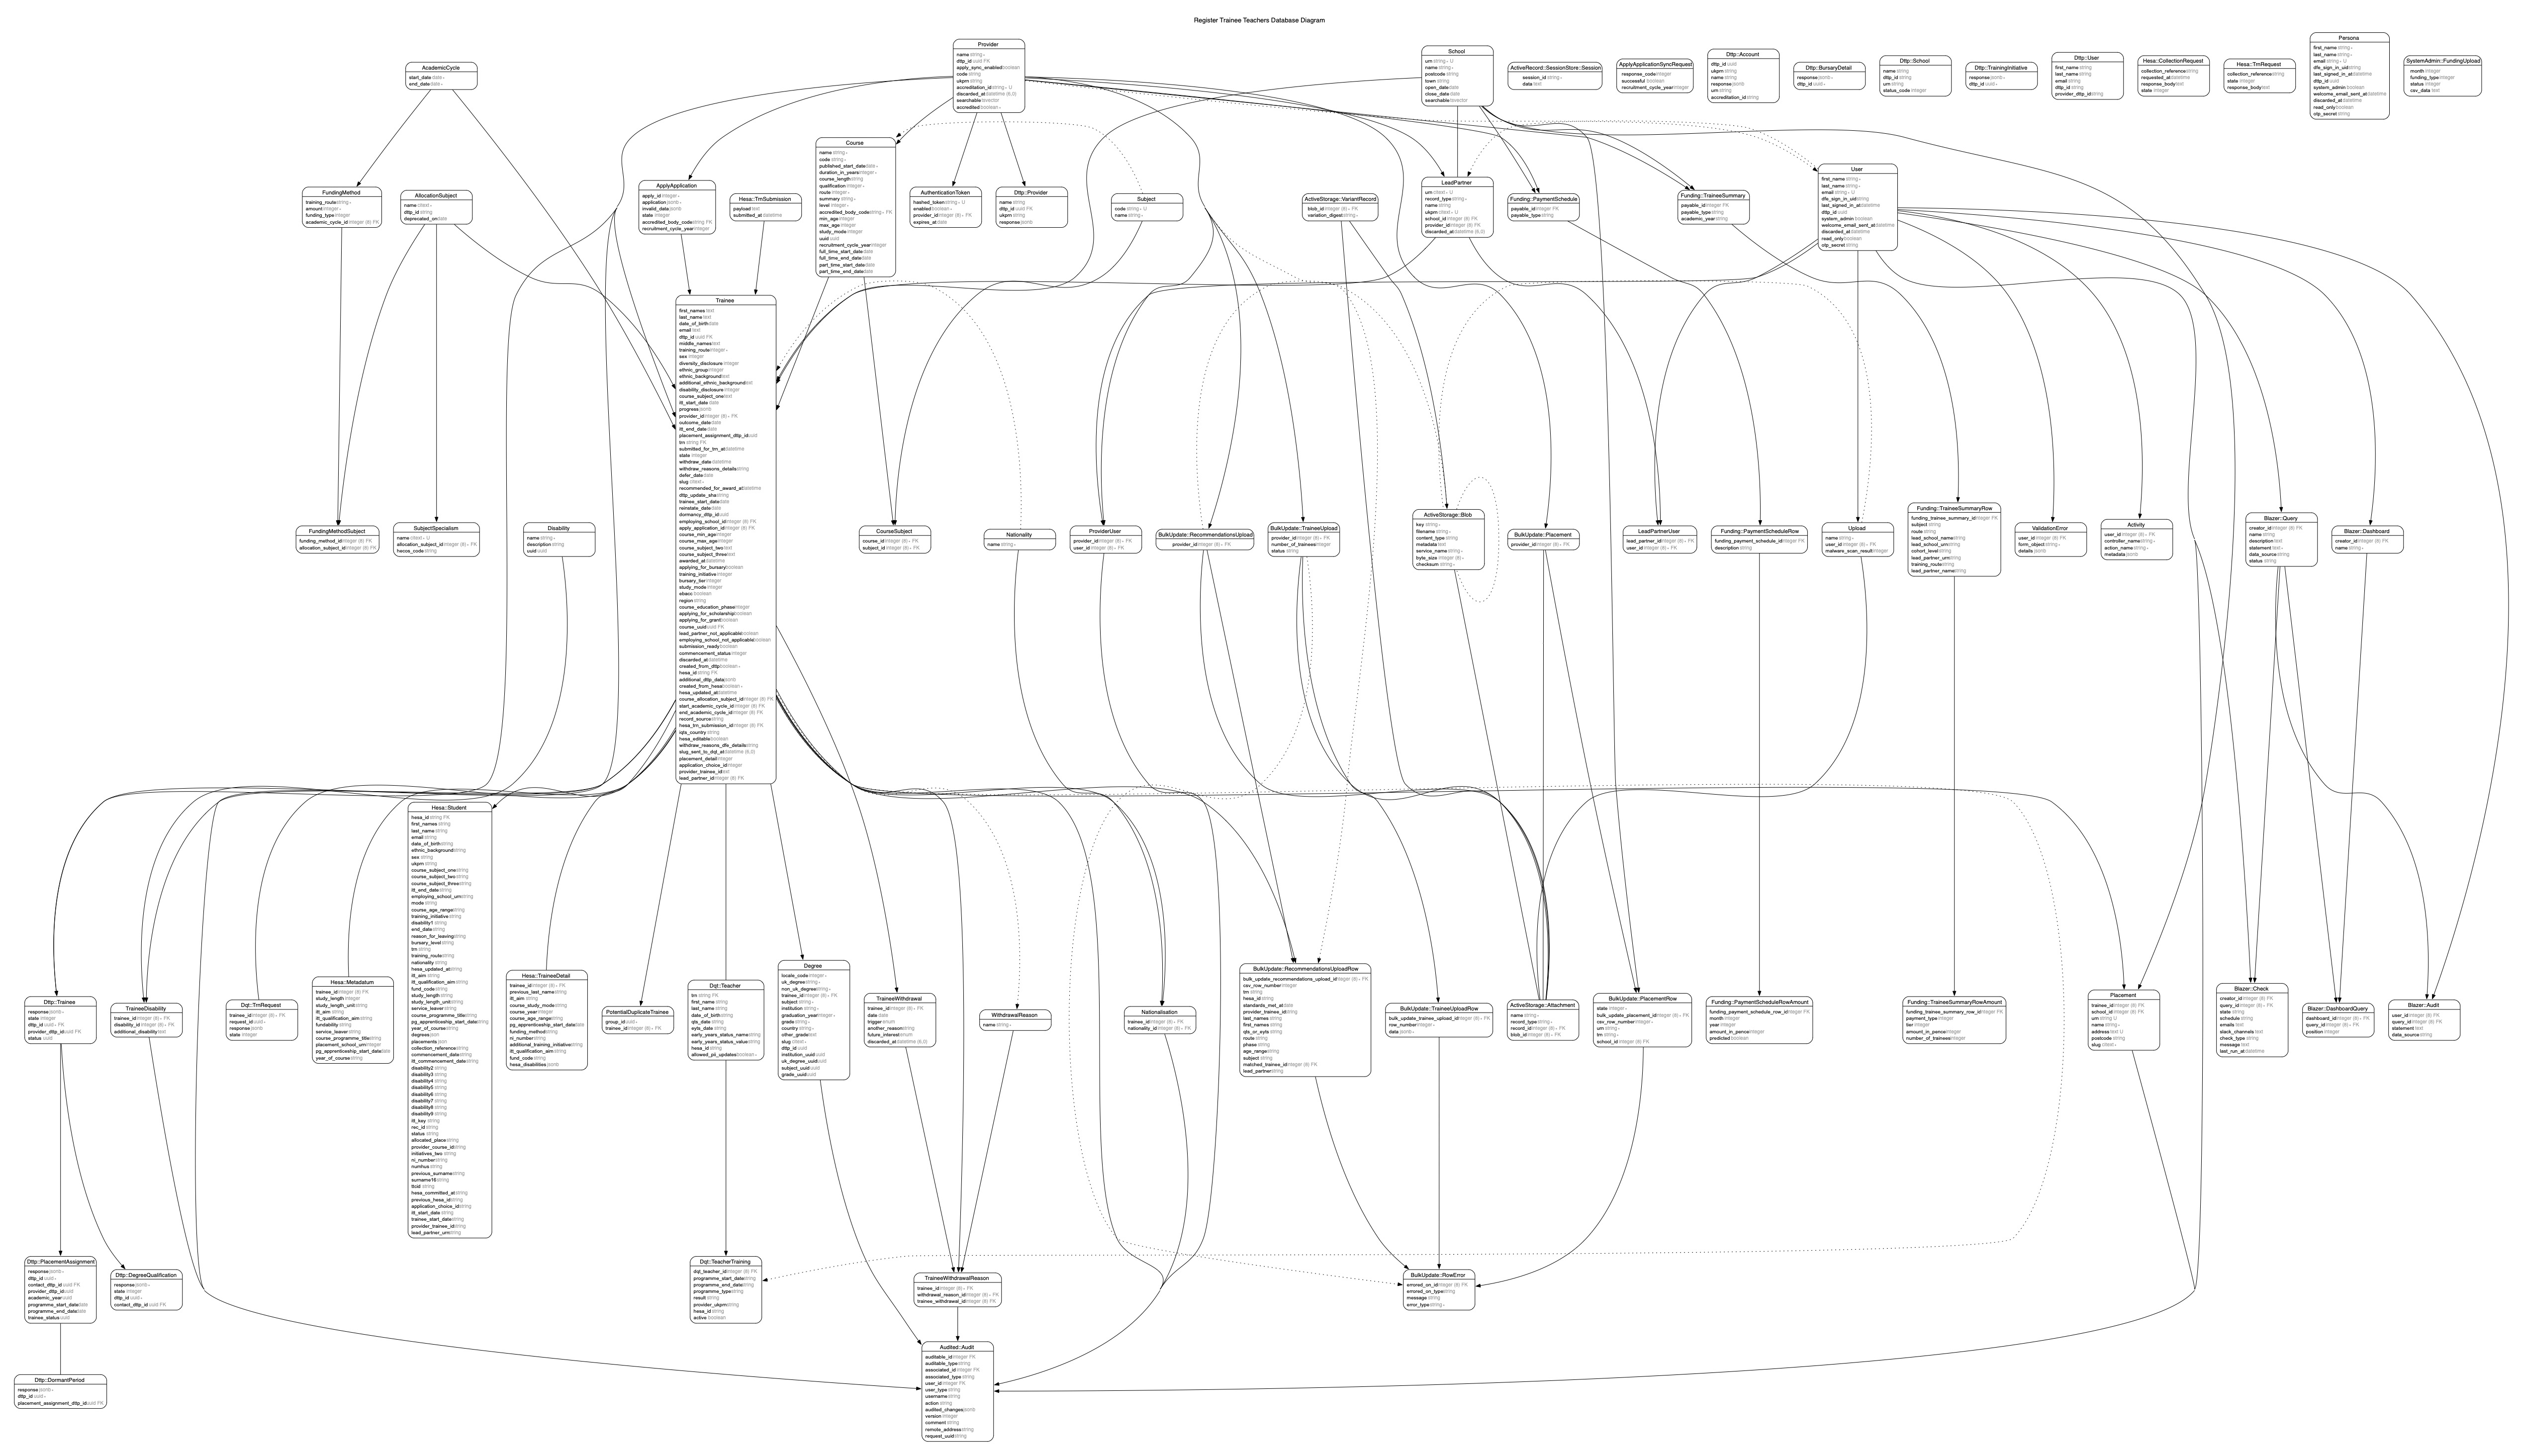 Register Trainee Teachers Database Diagram
Provider
name string ∗
dttp_id uuid FK
apply_sync_enabled boolean
code string
ukprn string
accreditation_id string ∗ U
discarded_at datetime (6,0)
searchable tsvector
accredited boolean ∗
School
urn string ∗ U
name string ∗
postcode string
town string
open_date date
close_date date
searchable tsvector
ActiveRecord::SessionStore::Session
session_id string ∗
data text
ApplyApplicationSyncRequest
response_code integer
successful boolean
recruitment_cycle_year integer
Dttp::Account
dttp_id uuid
ukprn string
name string
response jsonb
urn string
accreditation_id string
Dttp::BursaryDetail
response jsonb ∗
dttp_id uuid ∗
Dttp::School
name string
dttp_id string
urn string
status_code integer
Dttp::TrainingInitiative
response jsonb ∗
dttp_id uuid ∗
Dttp::User
first_name string
last_name string
email string
dttp_id string
provider_dttp_id string
Hesa::CollectionRequest
collection_reference string
requested_at datetime
response_body text
state integer
Hesa::TrnRequest
collection_reference string
state integer
response_body text
Persona
first_name string ∗
last_name string ∗
email string ∗ U
dfe_sign_in_uid string
last_signed_in_at datetime
dttp_id uuid
system_admin boolean
welcome_email_sent_at datetime
discarded_at datetime
read_only boolean
otp_secret string
SystemAdmin::FundingUpload
month integer
funding_type integer
status integer
csv_data text
AcademicCycle
start_date date ∗
end_date date ∗
Course
name string ∗
code string ∗
published_start_date date ∗
duration_in_years integer ∗
course_length string
qualification integer ∗
route integer ∗
summary string ∗
level integer ∗
accredited_body_code string ∗ FK
min_age integer
max_age integer
study_mode integer
uuid uuid
recruitment_cycle_year integer
full_time_start_date date
full_time_end_date date
part_time_start_date date
part_time_end_date date
FundingMethod
training_route string ∗
amount integer ∗
funding_type integer
academic_cycle_id integer (8) FK
AllocationSubject
name citext ∗
dttp_id string
deprecated_on date
ApplyApplication
apply_id integer ∗
application jsonb ∗
invalid_data jsonb
state integer
accredited_body_code string FK
recruitment_cycle_year integer
Hesa::TrnSubmission
payload text
submitted_at datetime
AuthenticationToken
hashed_token string ∗ U
enabled boolean ∗
provider_id integer (8) ∗ FK
expires_at date
Dttp::Provider
name string
dttp_id uuid FK
ukprn string
response jsonb
Subject
code string ∗ U
name string ∗
ActiveStorage::VariantRecord
blob_id integer (8) ∗ FK
variation_digest string ∗
LeadPartner
urn citext ∗ U
record_type string ∗
name string
ukprn citext ∗ U
school_id integer (8) FK
provider_id integer (8) FK
discarded_at datetime (6,0)
Funding::PaymentSchedule
payable_id integer FK
payable_type string
Funding::TraineeSummary
payable_id integer FK
payable_type string
academic_year string
User
first_name string ∗
last_name string ∗
email string ∗ U
dfe_sign_in_uid string
last_signed_in_at datetime
dttp_id uuid
system_admin boolean
welcome_email_sent_at datetime
discarded_at datetime
read_only boolean
otp_secret string
Trainee
first_names text
last_name text
date_of_birth date
email text
dttp_id uuid FK
middle_names text
training_route integer ∗
sex integer
diversity_disclosure integer
ethnic_group integer
ethnic_background text
additional_ethnic_background text
disability_disclosure integer
course_subject_one text
itt_start_date date
progress jsonb
provider_id integer (8) ∗ FK
outcome_date date
itt_end_date date
placement_assignment_dttp_id uuid
trn string FK
submitted_for_trn_at datetime
state integer
withdraw_date datetime
withdraw_reasons_details string
defer_date date
slug citext ∗
recommended_for_award_at datetime
dttp_update_sha string
trainee_start_date date
reinstate_date date
dormancy_dttp_id uuid
employing_school_id integer (8) FK
apply_application_id integer (8) FK
course_min_age integer
course_max_age integer
course_subject_two text
course_subject_three text
awarded_at datetime
applying_for_bursary boolean
training_initiative integer
bursary_tier integer
study_mode integer
ebacc boolean
region string
course_education_phase integer
applying_for_scholarship boolean
applying_for_grant boolean
course_uuid uuid FK
lead_partner_not_applicable boolean
employing_school_not_applicable boolean
submission_ready boolean
commencement_status integer
discarded_at datetime
created_from_dttp boolean ∗
hesa_id string FK
additional_dttp_data jsonb
created_from_hesa boolean ∗
hesa_updated_at datetime
course_allocation_subject_id integer (8) FK
start_academic_cycle_id integer (8) FK
end_academic_cycle_id integer (8) FK
record_source string
hesa_trn_submission_id integer (8) FK
iqts_country string
hesa_editable boolean
withdraw_reasons_dfe_details string
slug_sent_to_dqt_at datetime (6,0)
placement_detail integer
application_choice_id integer
provider_trainee_id text
lead_partner_id integer (8) FK
FundingMethodSubject
funding_method_id integer (8) FK
allocation_subject_id integer (8) FK
SubjectSpecialism
name citext ∗ U
allocation_subject_id integer (8) ∗ FK
hecos_code string
Disability
name string ∗
description string
uuid uuid
CourseSubject
course_id integer (8) ∗ FK
subject_id integer (8) ∗ FK
Nationality
name string ∗
ProviderUser
provider_id integer (8) ∗ FK
user_id integer (8) ∗ FK
BulkUpdate::RecommendationsUpload
provider_id integer (8) ∗ FK
BulkUpdate::TraineeUpload
provider_id integer (8) ∗ FK
number_of_trainees integer
status string
ActiveStorage::Blob
key string ∗
filename string ∗
content_type string
metadata text
service_name string ∗
byte_size integer (8) ∗
checksum string ∗
BulkUpdate::Placement
provider_id integer (8) ∗ FK
LeadPartnerUser
lead_partner_id integer (8) ∗ FK
user_id integer (8) ∗ FK
Funding::PaymentScheduleRow
funding_payment_schedule_id integer FK
description string
Upload
name string ∗
user_id integer (8) ∗ FK
malware_scan_result integer
Funding::TraineeSummaryRow
funding_trainee_summary_id integer FK
subject string
route string
lead_school_name string
lead_school_urn string
cohort_level string
lead_partner_urn string
training_route string
lead_partner_name string
ValidationError
user_id integer (8) FK
form_object string ∗
details jsonb
Activity
user_id integer (8) ∗ FK
controller_name string ∗
action_name string ∗
metadata jsonb
Blazer::Query
creator_id integer (8) FK
name string
description text
statement text ∗
data_source string
status string
Blazer::Dashboard
creator_id integer (8) FK
name string ∗
Hesa::Student
hesa_id string FK
first_names string
last_name string
email string
date_of_birth string
ethnic_background string
sex string
ukprn string
course_subject_one string
course_subject_two string
course_subject_three string
itt_end_date string
employing_school_urn string
mode string
course_age_range string
training_initiative string
disability1 string
end_date string
reason_for_leaving string
bursary_level string
trn string
training_route string
nationality string
hesa_updated_at string
itt_aim string
itt_qualification_aim string
fund_code string
study_length string
study_length_unit string
service_leaver string
course_programme_title string
pg_apprenticeship_start_date string
year_of_course string
degrees json
placements json
collection_reference string
commencement_date string
itt_commencement_date string
disability2 string
disability3 string
disability4 string
disability5 string
disability6 string
disability7 string
disability8 string
disability9 string
itt_key string
rec_id string
status string
allocated_place string
provider_course_id string
initiatives_two string
ni_number string
numhus string
previous_surname string
surname16 string
ttcid string
hesa_committed_at string
previous_hesa_id string
application_choice_id string
itt_start_date string
trainee_start_date string
provider_trainee_id string
lead_partner_urn string
Dttp::Trainee
response jsonb ∗
state integer
dttp_id uuid ∗ FK
provider_dttp_id uuid FK
status uuid
TraineeDisability
trainee_id integer (8) ∗ FK
disability_id integer (8) ∗ FK
additional_disability text
Dqt::TrnRequest
trainee_id integer (8) ∗ FK
request_id uuid ∗
response jsonb
state integer
Hesa::Metadatum
trainee_id integer (8) FK
study_length integer
study_length_unit string
itt_aim string
itt_qualification_aim string
fundability string
service_leaver string
course_programme_title string
placement_school_urn integer
pg_apprenticeship_start_date date
year_of_course string
Hesa::TraineeDetail
trainee_id integer (8) ∗ FK
previous_last_name string
itt_aim string
course_study_mode string
course_year integer
course_age_range string
pg_apprenticeship_start_date date
funding_method string
ni_number string
additional_training_initiative string
itt_qualification_aim string
fund_code string
hesa_disabilities jsonb
PotentialDuplicateTrainee
group_id uuid ∗
trainee_id integer (8) ∗ FK
Dqt::Teacher
trn string FK
first_name string
last_name string
date_of_birth string
qts_date string
eyts_date string
early_years_status_name string
early_years_status_value string
hesa_id string
allowed_pii_updates boolean ∗
Degree
locale_code integer ∗
uk_degree string ∗
non_uk_degree string ∗
trainee_id integer (8) ∗ FK
subject string ∗
institution string ∗
graduation_year integer ∗
grade string ∗
country string ∗
other_grade text
slug citext ∗
dttp_id uuid
institution_uuid uuid
uk_degree_uuid uuid
subject_uuid uuid
grade_uuid uuid
TraineeWithdrawal
trainee_id integer (8) ∗ FK
date date
trigger enum
another_reason string
future_interest enum
discarded_at datetime (6,0)
WithdrawalReason
name string ∗
Nationalisation
trainee_id integer (8) ∗ FK
nationality_id integer (8) ∗ FK
BulkUpdate::RecommendationsUploadRow
bulk_update_recommendations_upload_id integer (8) ∗ FK
csv_row_number integer
trn string
hesa_id string
standards_met_at date
provider_trainee_id string
last_names string
first_names string
qts_or_eyts string
route string
phase string
age_range string
subject string
matched_trainee_id integer (8) FK
lead_partner string
BulkUpdate::TraineeUploadRow
bulk_update_trainee_upload_id integer (8) ∗ FK
row_number integer ∗
data jsonb ∗
ActiveStorage::Attachment
name string ∗
record_type string ∗
record_id integer (8) ∗ FK
blob_id integer (8) ∗ FK
BulkUpdate::PlacementRow
state integer ∗
bulk_update_placement_id integer (8) ∗ FK
csv_row_number integer ∗
urn string ∗
trn string ∗
school_id integer (8) FK
Funding::PaymentScheduleRowAmount
funding_payment_schedule_row_id integer FK
month integer
year integer
amount_in_pence integer
predicted boolean
Funding::TraineeSummaryRowAmount
funding_trainee_summary_row_id integer FK
payment_type integer
tier integer
amount_in_pence integer
number_of_trainees integer
Placement
trainee_id integer (8) FK
school_id integer (8) FK
urn string U
name string ∗
address text U
postcode string
slug citext ∗
Blazer::Check
creator_id integer (8) FK
query_id integer (8) FK
state string
schedule string
emails text
slack_channels text
check_type string
message text
last_run_at datetime
Blazer::DashboardQuery
dashboard_id integer (8) FK
query_id integer (8) FK
position integer
Blazer::Audit
user_id integer (8) FK
query_id integer (8) FK
statement text
data_source string
Dttp::PlacementAssignment
response jsonb ∗
dttp_id uuid ∗
contact_dttp_id uuid FK
provider_dttp_id uuid
academic_year uuid
programme_start_date date
programme_end_date date
trainee_status uuid
Dttp::DegreeQualification
response jsonb ∗
state integer
dttp_id uuid ∗
contact_dttp_id uuid FK
Dqt::TeacherTraining
dqt_teacher_id integer (8) FK
programme_start_date string
programme_end_date string
programme_type string
result string
provider_ukprn string
hesa_id string
active boolean
TraineeWithdrawalReason
trainee_id integer (8) ∗ FK
withdrawal_reason_id integer (8) ∗ FK
trainee_withdrawal_id integer (8) FK
BulkUpdate::RowError
errored_on_id integer (8) FK
errored_on_type string
message string
error_type string ∗
Audited::Audit
auditable_id integer FK
auditable_type string
associated_id integer FK
associated_type string
user_id integer FK
user_type string
username string
action string
audited_changes jsonb
version integer
comment string
remote_address string
request_uuid string
Dttp::DormantPeriod
response jsonb ∗
dttp_id uuid ∗
placement_assignment_dttp_id uuid FK